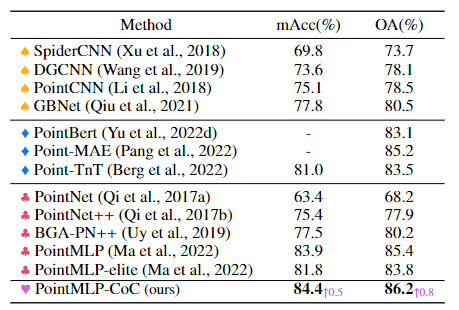 Method mAcc(%) OA(%)
♠ SpiderCNN (Xu et al., 2018) 69.8 73.7
♠ DGCNN (Wang et al., 2019) 73.6 78.1
♠ PointCNN (Li et al., 2018) 75.1 78.5
♠ GBNet (Qiu et al., 2021) 77.8 80.5
♦ PointBert (Yu et al., 2022d) - 83.1
♦ Point-MAE (Pang et al., 2022) - 85.2
♦ Point-TnT (Berg et al., 2022) 81.0 83.5
♣ PointNet (Qi et al., 2017a) 63.4 68.2
♣ PointNet++ (Qi et al., 2017b) 75.4 77.9
♣ BGA-PN++ (Uy et al., 2019) 77.5 80.2
♣ PointMLP (Ma et al., 2022) 83.9 85.4
♣ PointMLP-elite (Ma et al., 2022) 81.8 83.8
♥ PointMLP-CoC (ours) 84.4↑0.5 86.2↑0.8